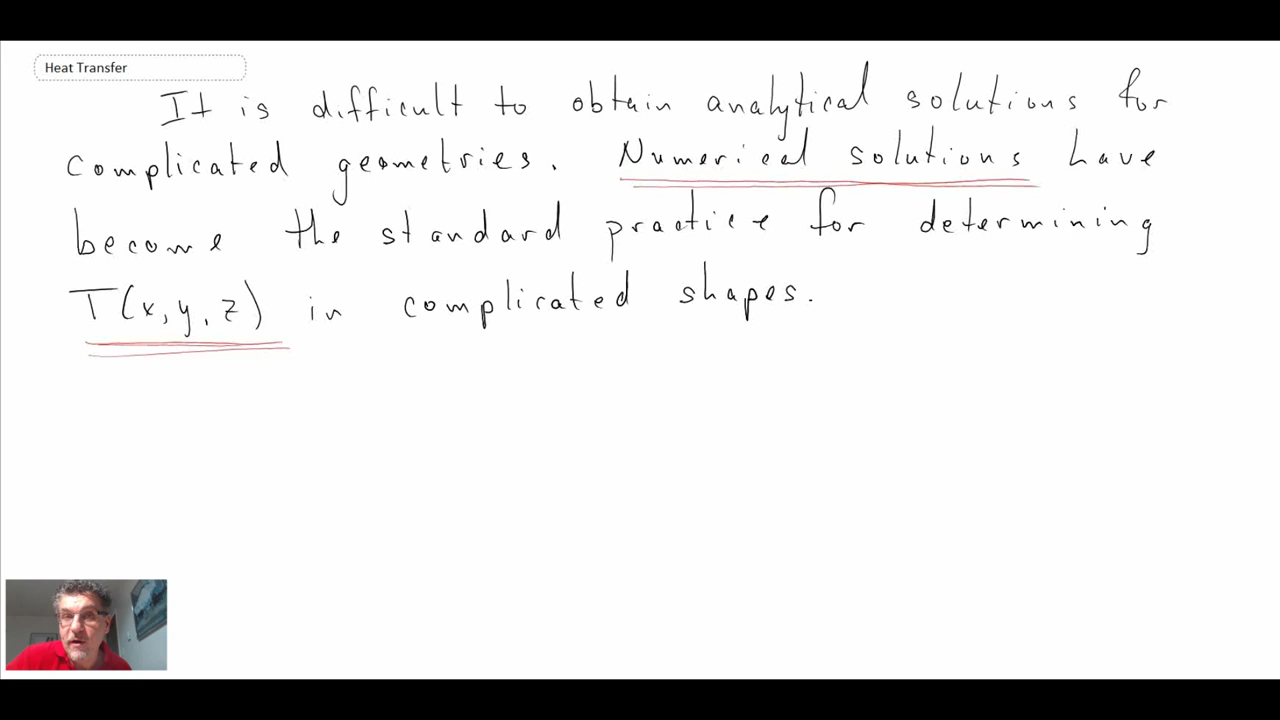 Heat Transfer
It is difficult to obtain analytical solutions for
complicated geometries. Numerical solutions have
become the standard practice for determining
T(x, y, z) in complicated shapes.